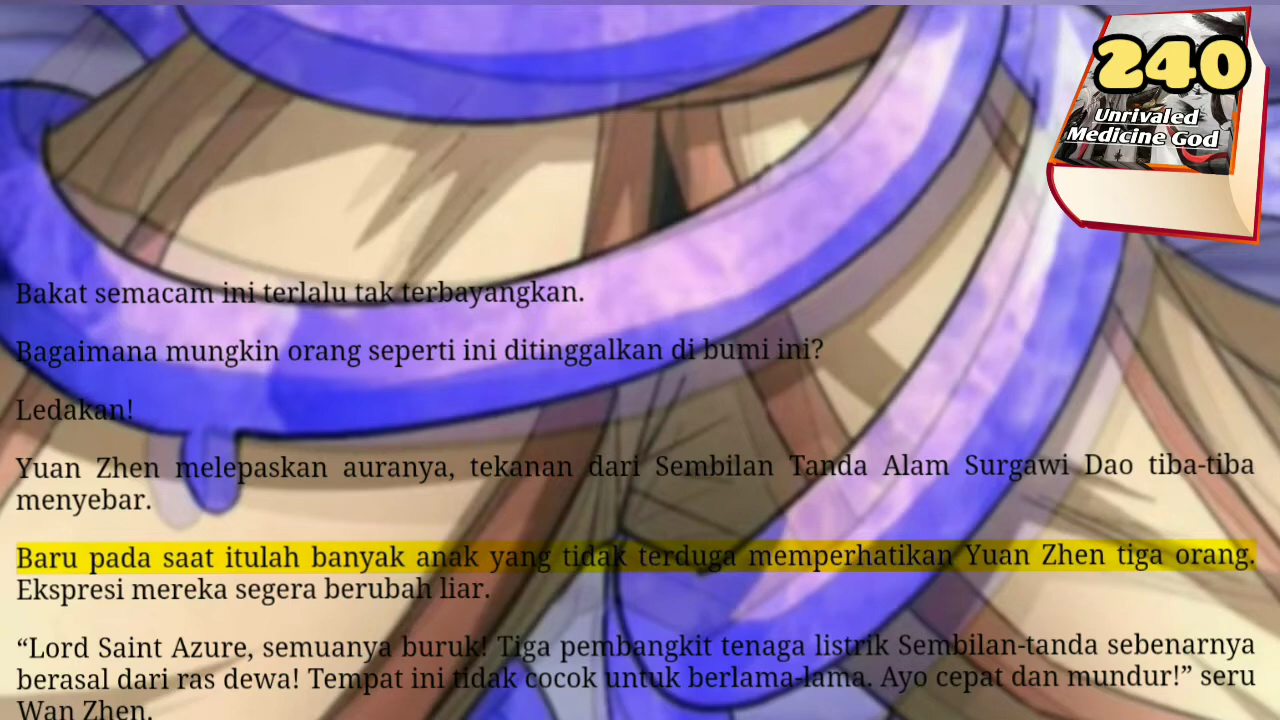 240
Unrivaled
Medicine God
Bakat semacam ini terlalu tak terbayangkan.
Bagaimana mungkin orang seperti ini ditinggalkan di bumi ini?
Ledakan!
Yuan Zhen melepaskan auranya, tekanan dari Sembilan Tanda Alam Surgawi Dao tiba-tiba
menyebar.
Baru pada saat itulah banyak anak yang tidak terduga memperhatikan Yuan Zhen tiga orang.
Ekspresi mereka segera berubah liar.
“Lord Saint Azure, semuanya buruk! Tiga pembangkit tenaga listrik Sembilan-tanda sebenarnya
berasal dari ras dewa! Tempat ini tidak cocok untuk berlama-lama. Ayo cepat dan mundur!” seru
Wan Zhen.